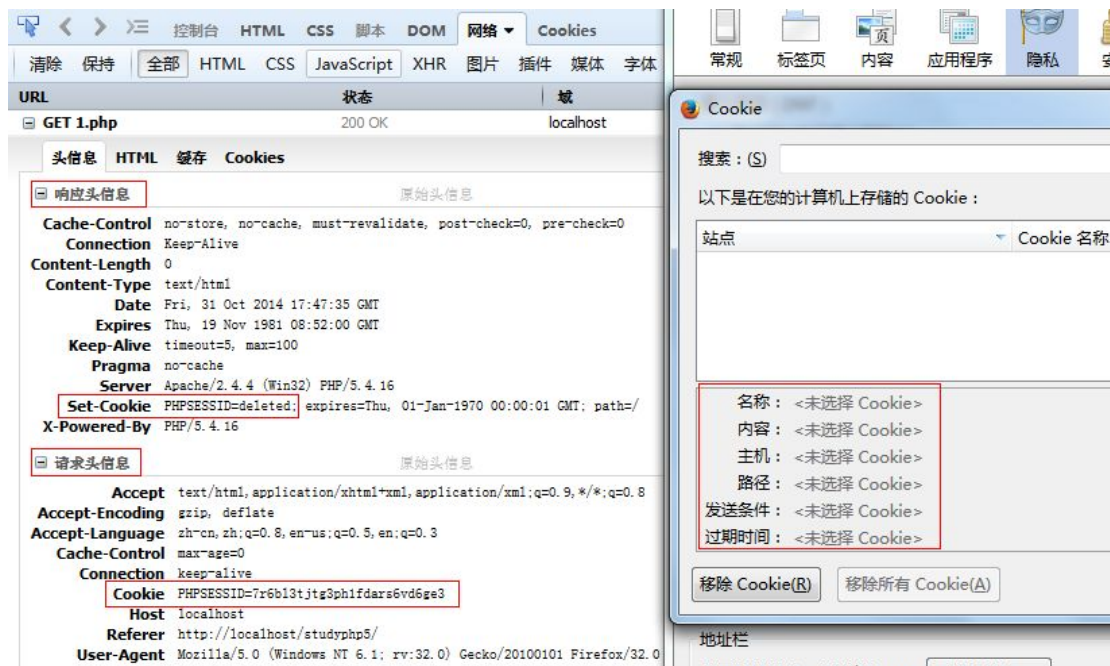 控制台 HTML CSS 脚本 DOM 网络 Cookies
清除 保持 全部 HTML CSS JavaScript XHR 图片 插件 媒体 字体
URL 状态 域
GET 1.php 200 OK localhost
头信息 HTML 缓存 Cookies
响应头信息 原始头信息
Cache-Control no-store, no-cache, must-revalidate, post-check=0, pre-check=0
Connection Keep-Alive
Content-Length 0
Content-Type text/html
Date Fri, 31 Oct 2014 17:47:35 GMT
Expires Thu, 19 Nov 1981 08:52:00 GMT
Keep-Alive timeout=5, max=100
Pragma no-cache
Server Apache/2.4.4 (Win32) PHP/5.4.16
Set-Cookie PHPSESSID=deleted; expires=Thu, 01-Jan-1970 00:00:01 GMT; path=/
X-Powered-By PHP/5.4.16
请求头信息 原始头信息
Accept text/html,application/xhtml+xml,application/xml;q=0.9,*/*;q=0.8
Accept-Encoding gzip, deflate
Accept-Language zh-cn,zh;q=0.8,en-us;q=0.5,en;q=0.3
Cache-Control max-age=0
Connection keep-alive
Cookie PHPSESSID=7r6bl3tjtg3ph1fdars6vd6ge3
Host localhost
Referer http://localhost/studyphp5/
User-Agent Mozilla/5.0 (Windows NT 6.1; rv:32.0) Gecko/20100101 Firefox/32.0
页
常规 标签页 内容 应用程序 隐私
Cookie
搜索：(S)
以下是在您的计算机上存储的 Cookie：
站点 Cookie 名称
名称： <未选择 Cookie>
内容： <未选择 Cookie>
主机： <未选择 Cookie>
路径： <未选择 Cookie>
发送条件： <未选择 Cookie>
过期时间： <未选择 Cookie>
移除 Cookie(R) 移除所有 Cookie(A)
地址栏